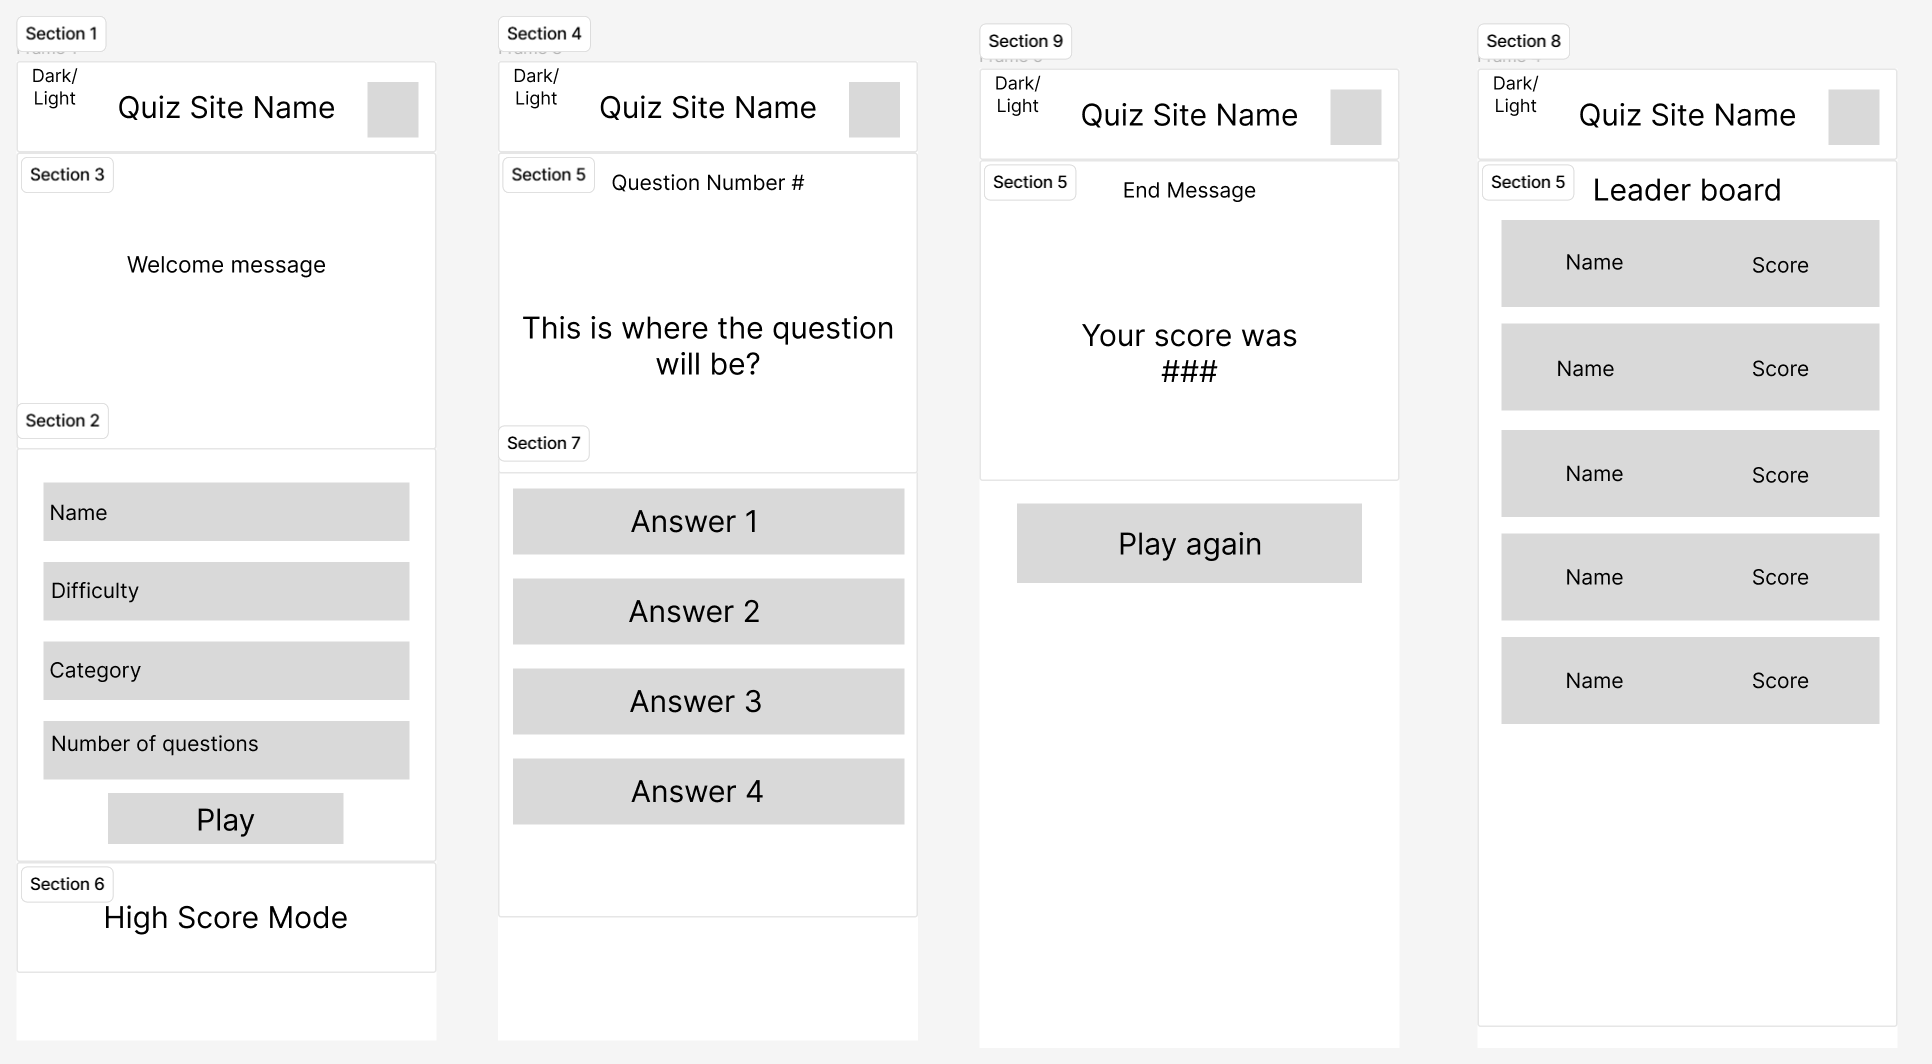 Section 1
Dark/
Light
Quiz Site Name
Section 3
Welcome message
Section 2
Name
Difficulty
Category
Number of questions
Play
Section 6
High Score Mode
Section 4
Dark/
Light
Quiz Site Name
Section 5
Question Number #
This is where the question
will be?
Section 7
Answer 1
Answer 2
Answer 3
Answer 4
Section 9
Dark/
Light
Quiz Site Name
Section 5
End Message
Your score was
###
Play again
Section 8
Dark/
Light
Quiz Site Name
Section 5
Leader board
Name Score
Name Score
Name Score
Name Score
Name Score